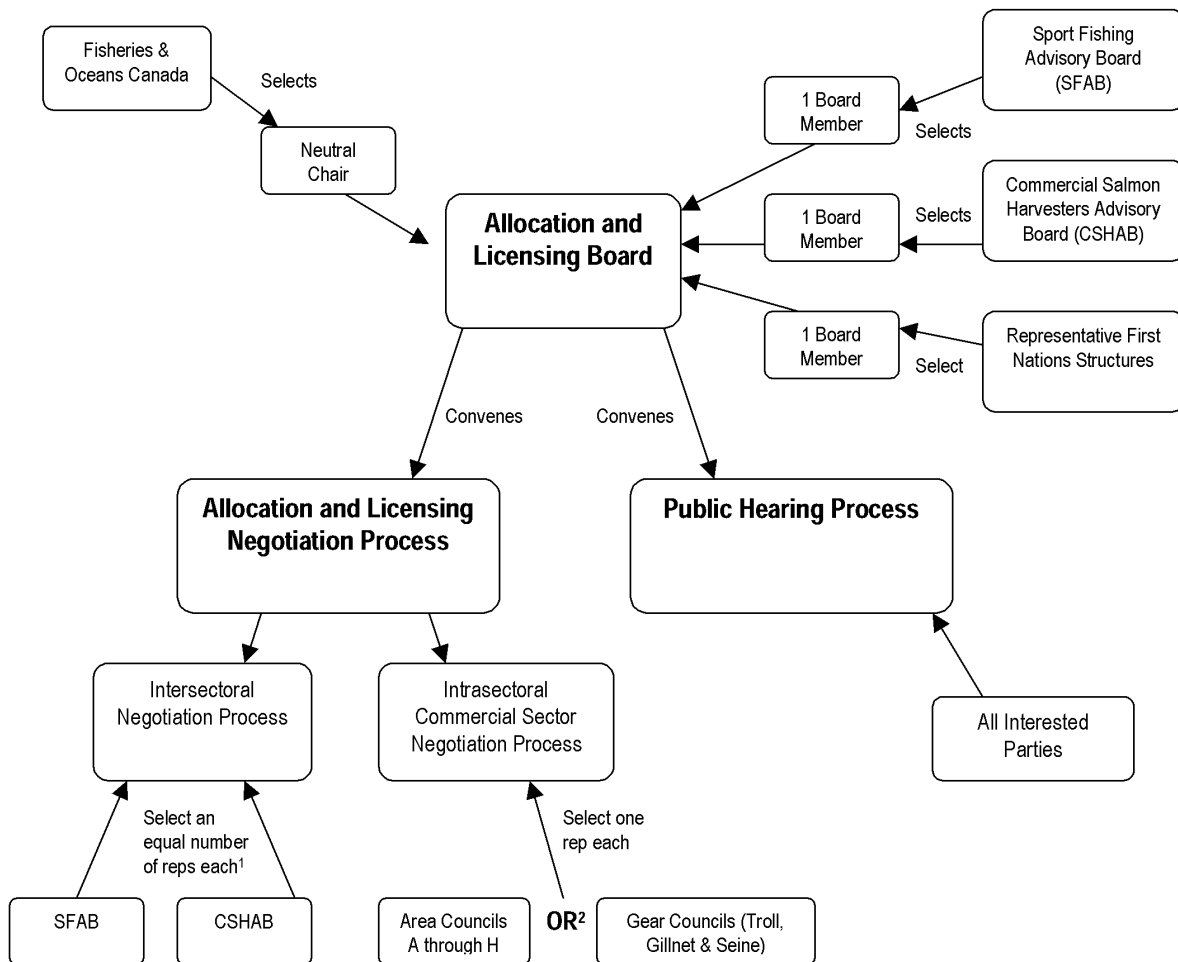 Fisheries &
Oceans Canada
Selects
Neutral
Chair
Sport Fishing
Advisory Board
(SFAB)
1 Board
Member
Selects
Commercial Salmon
Harvesters Advisory
Board (CSHAB)
Selects
1 Board
Member
Representative First
Nations Structures
Select
1 Board
Member
Allocation and
Licensing Board
Convenes
Convenes
Allocation and Licensing
Negotiation Process
Public Hearing Process
Intersectoral
Negotiation Process
Intrasectoral
Commercial Sector
Negotiation Process
All Interested
Parties
Select an
equal number
of reps each¹
Select one
rep each
SFAB
CSHAB
Area Councils
A through H
OR²
Gear Councils (Troll,
Gillnet & Seine)